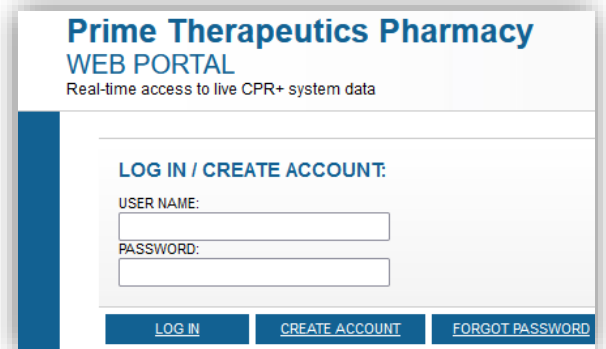 Prime Therapeutics Pharmacy
WEB PORTAL
Real-time access to live CPR+ system data
LOG IN / CREATE ACCOUNT:
USER NAME:
PASSWORD:
LOG IN CREATE ACCOUNT FORGOT PASSWORD